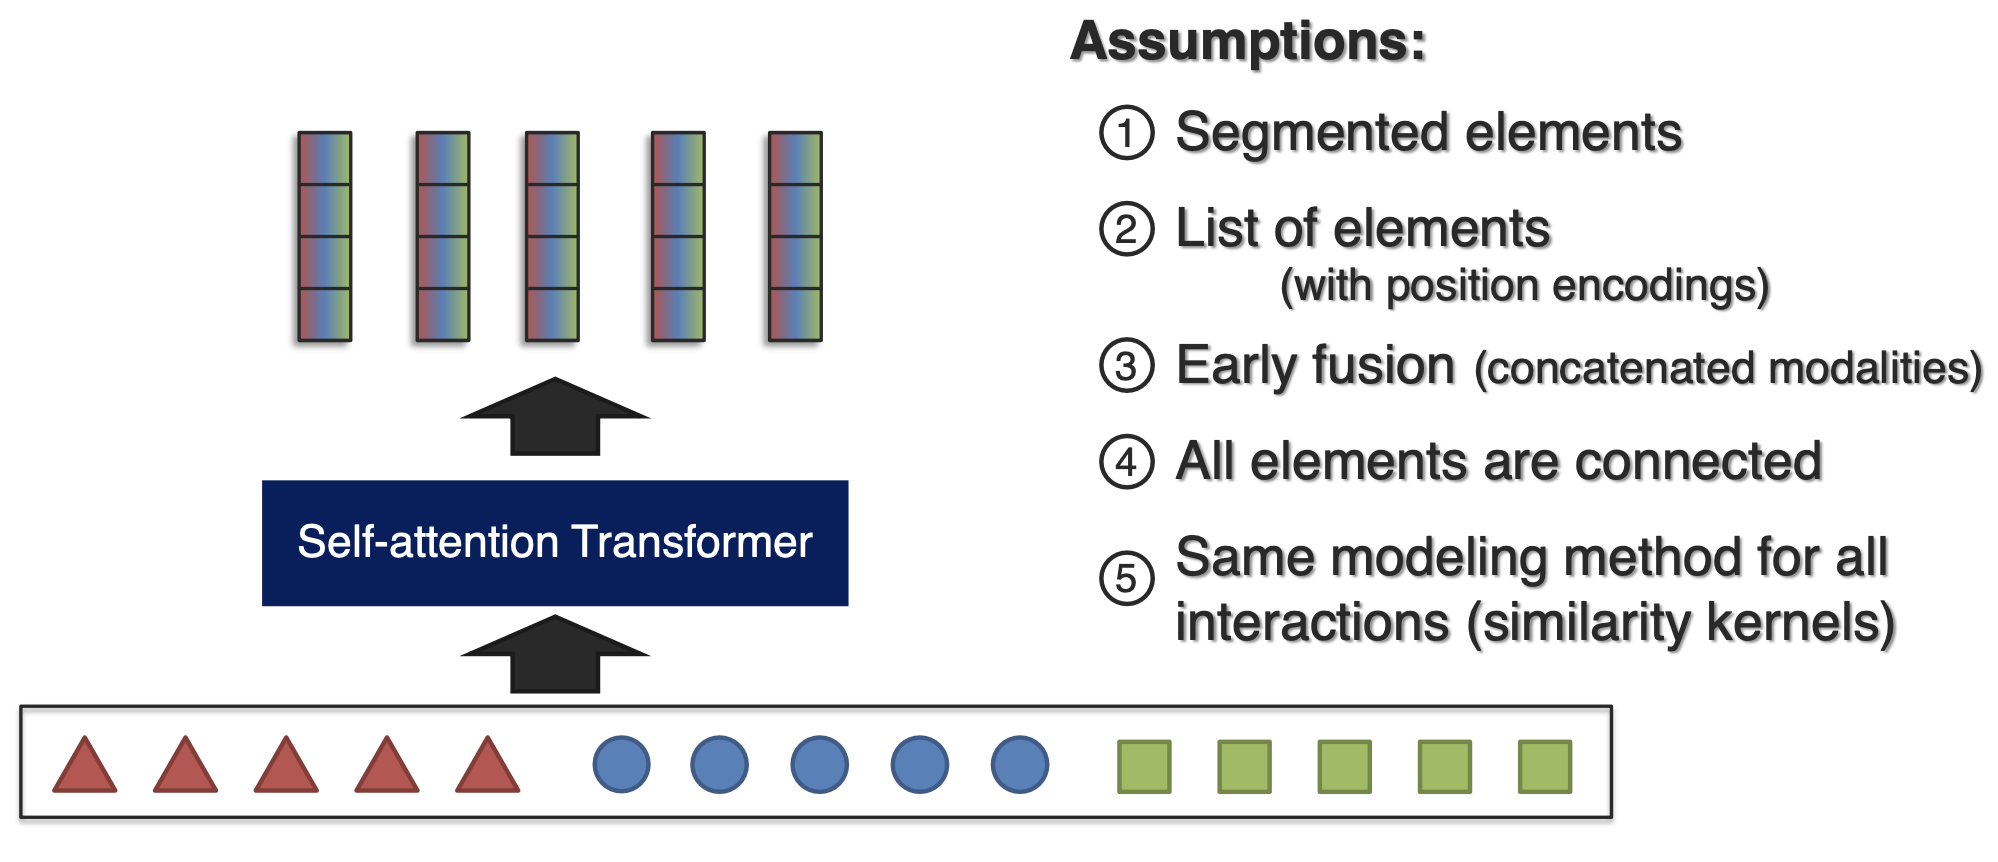 Assumptions:
① Segmented elements
② List of elements
(with position encodings)
③ Early fusion (concatenated modalities)
④ All elements are connected
⑤ Same modeling method for all
interactions (similarity kernels)
Self-attention Transformer